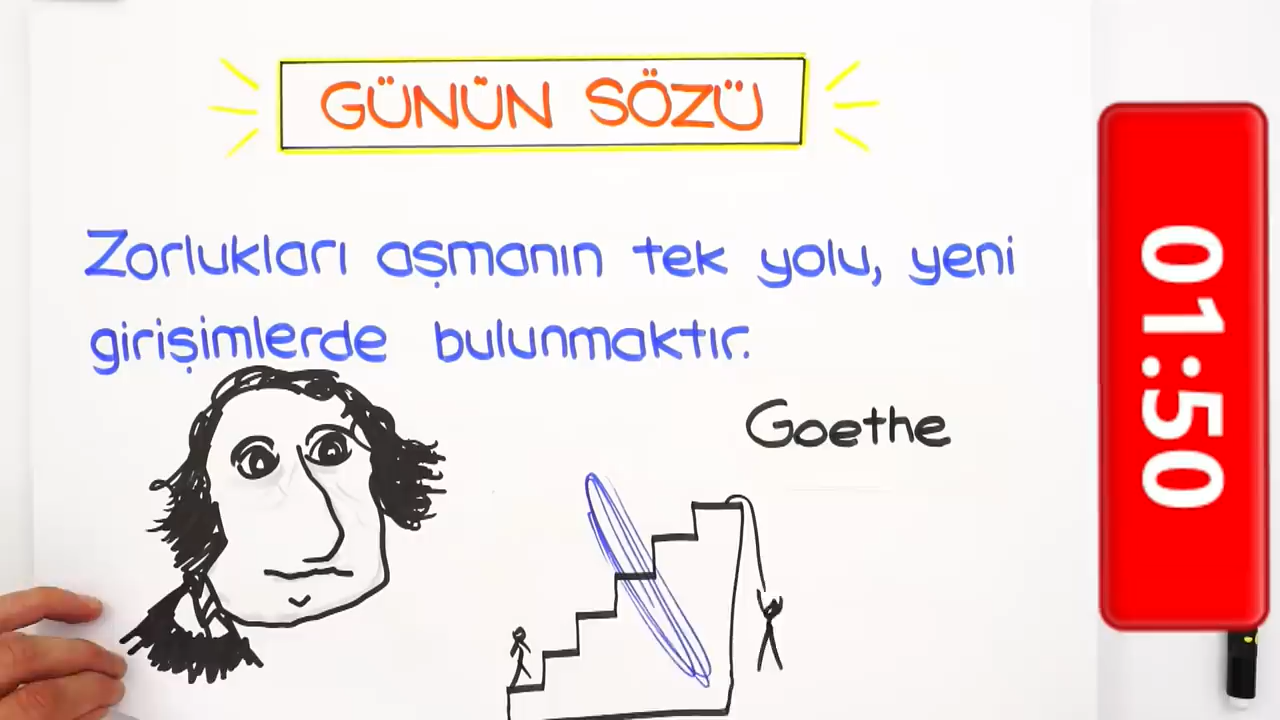 GÜNÜN SÖZÜ
Zorlukları aşmanın tek yolu, yeni
girişimlerde bulunmaktır.
Goethe
01:50